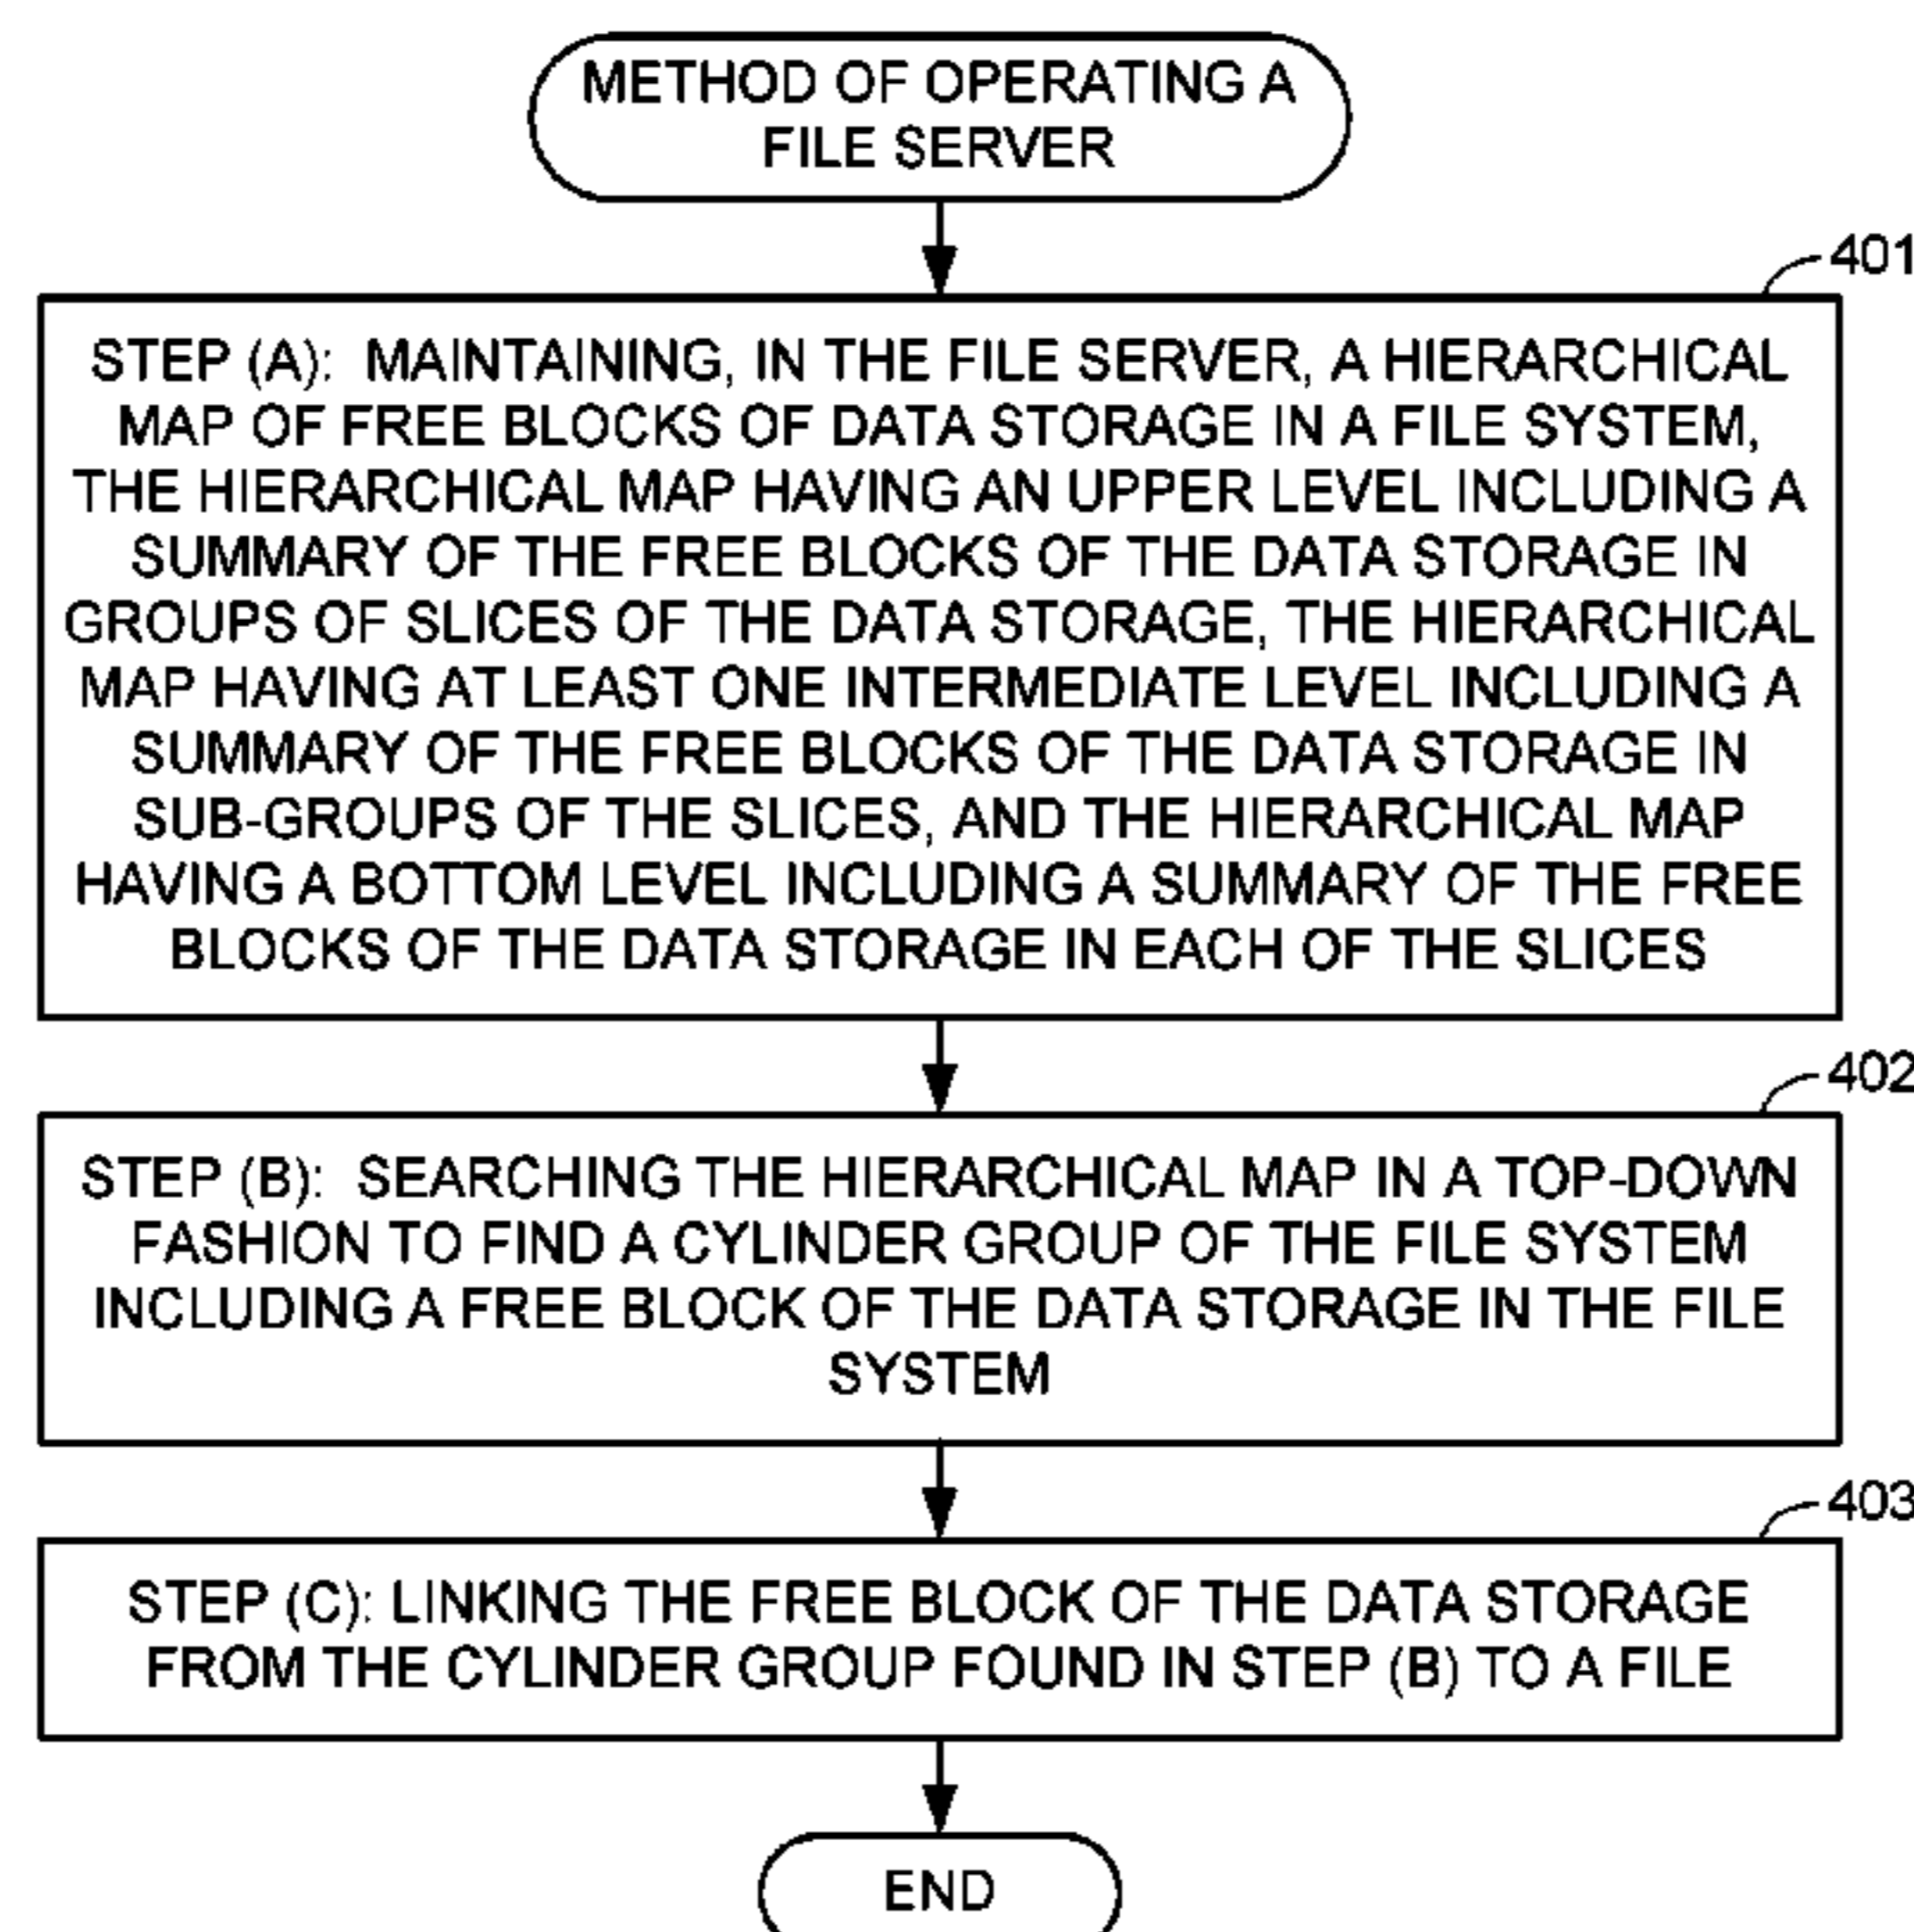 METHOD OF OPERATING A
FILE SERVER
401
STEP (A): MAINTAINING, IN THE FILE SERVER, A HIERARCHICAL
MAP OF FREE BLOCKS OF DATA STORAGE IN A FILE SYSTEM,
THE HIERARCHICAL MAP HAVING AN UPPER LEVEL INCLUDING A
SUMMARY OF THE FREE BLOCKS OF THE DATA STORAGE IN
GROUPS OF SLICES OF THE DATA STORAGE, THE HIERARCHICAL
MAP HAVING AT LEAST ONE INTERMEDIATE LEVEL INCLUDING A
SUMMARY OF THE FREE BLOCKS OF THE DATA STORAGE IN
SUB-GROUPS OF THE SLICES, AND THE HIERARCHICAL MAP
HAVING A BOTTOM LEVEL INCLUDING A SUMMARY OF THE FREE
BLOCKS OF THE DATA STORAGE IN EACH OF THE SLICES
402
STEP (B): SEARCHING THE HIERARCHICAL MAP IN A TOP-DOWN
FASHION TO FIND A CYLINDER GROUP OF THE FILE SYSTEM
INCLUDING A FREE BLOCK OF THE DATA STORAGE IN THE FILE
SYSTEM
403
STEP (C): LINKING THE FREE BLOCK OF THE DATA STORAGE
FROM THE CYLINDER GROUP FOUND IN STEP (B) TO A FILE
END